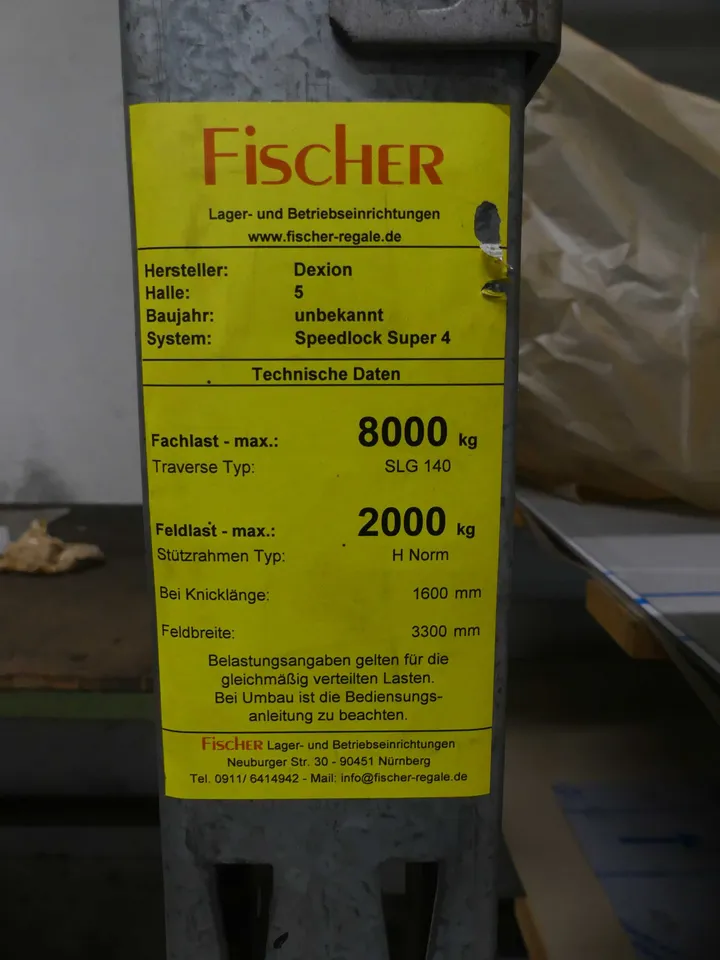 FiscHER
Lager- und Betriebseinrichtungen
www.fischer-regale.de
Hersteller: Dexion
Halle: 5
Baujahr: unbekannt
System: Speedlock Super 4
Technische Daten
Fachlast - max.: 8000 kg
Traverse Typ: SLG 140
Feldlast - max.: 2000 kg
Stützrahmen Typ: H Norm
Bei Knicklänge: 1600 mm
Feldbreite: 3300 mm
Belastungsangaben gelten für die
gleichmäßig verteilten Lasten.
Bei Umbau ist die Bediensungs-
anleitung zu beachten.
FiscHER Lager- und Betriebseinrichtungen
Neuburger Str. 30 - 90451 Nürnberg
Tel. 0911/ 6414942 - Mail: info@fischer-regale.de